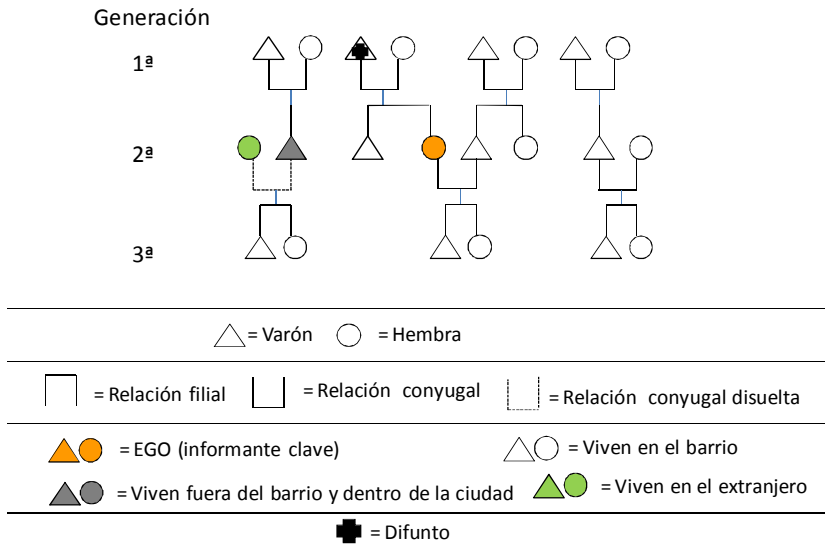 Generación
1ª
2ª
3ª
= Varón = Hembra
= Relación filial = Relación conyugal = Relación conyugal disuelta
= EGO (informante clave) = Viven en el barrio
= Viven fuera del barrio y dentro de la ciudad = Viven en el extranjero
= Difunto